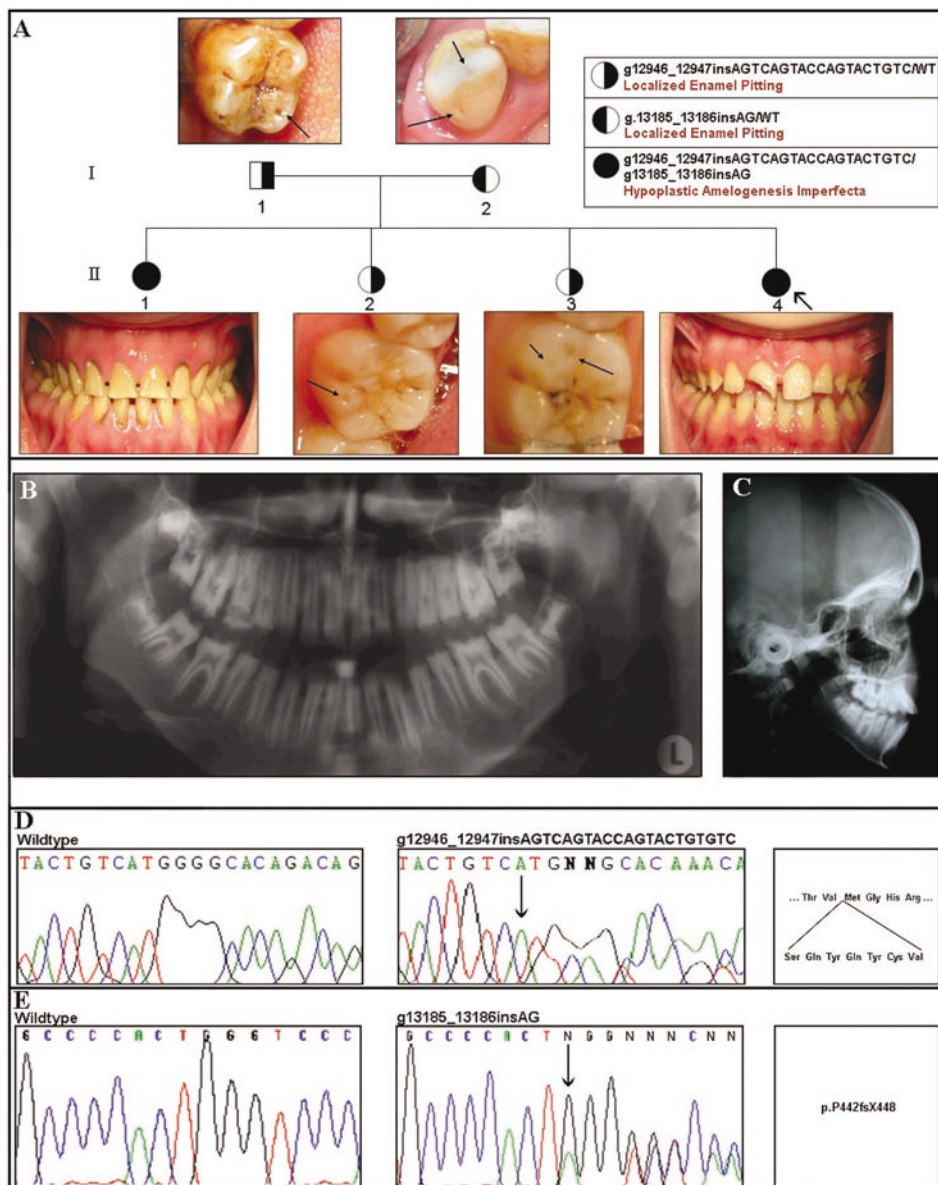 A
g12946_12947insAGTCAGTACCAGTACTGTC/WT
Localized Enamel Pitting
g.13185_13186insAG/WT
Localized Enamel Pitting
g12946_12947insAGTCAGTACCAGTACTGTC/
g13185_13186insAG
Hypoplastic Amelogenesis Imperfecta
I
1
2
II
1
2
3
4
B
L
C
D
Wildtype
TACTGTCATGGGGCACAGACAG
g12946_12947insAGTCAGTACCAGTACTGTGTC
TACTGTCATGNNGCACAAACA
... Thr Val Met Gly His Arg ...
Ser Gln Tyr Gln Tyr Cys Val
E
Wildtype
GCCCCACTGGGTCCC
g13185_13186insAG
GCCCCACTNGGNNNCNN
p.P442fsX448